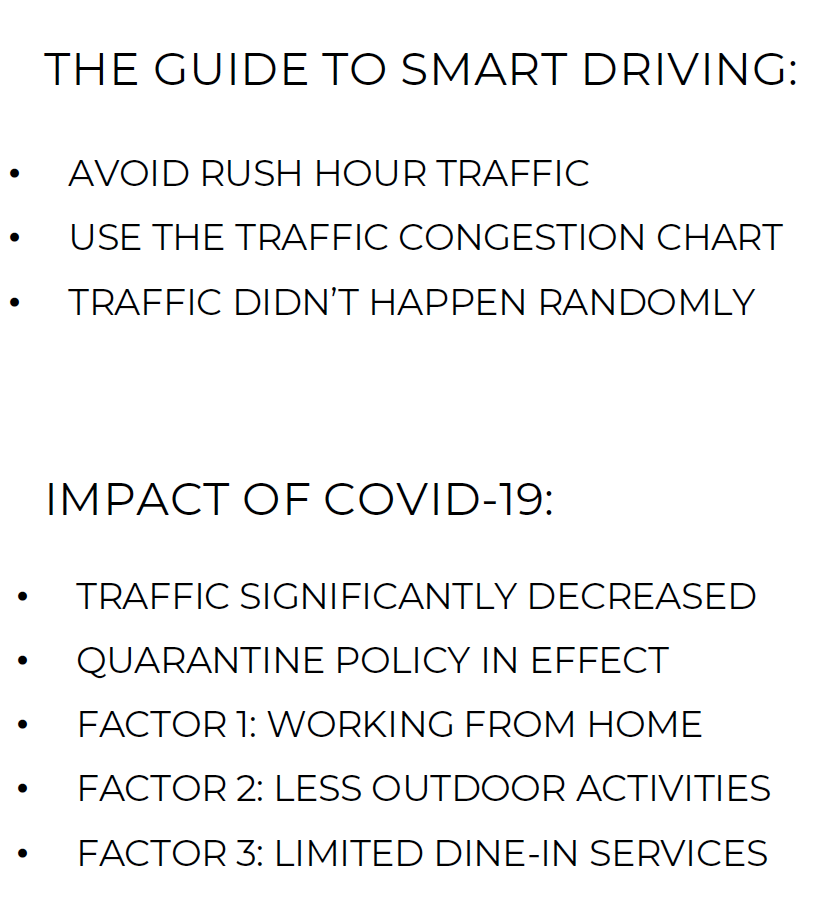 THE GUIDE TO SMART DRIVING:
• AVOID RUSH HOUR TRAFFIC
• USE THE TRAFFIC CONGESTION CHART
• TRAFFIC DIDN’T HAPPEN RANDOMLY
IMPACT OF COVID-19:
• TRAFFIC SIGNIFICANTLY DECREASED
• QUARANTINE POLICY IN EFFECT
• FACTOR 1: WORKING FROM HOME
• FACTOR 2: LESS OUTDOOR ACTIVITIES
• FACTOR 3: LIMITED DINE-IN SERVICES